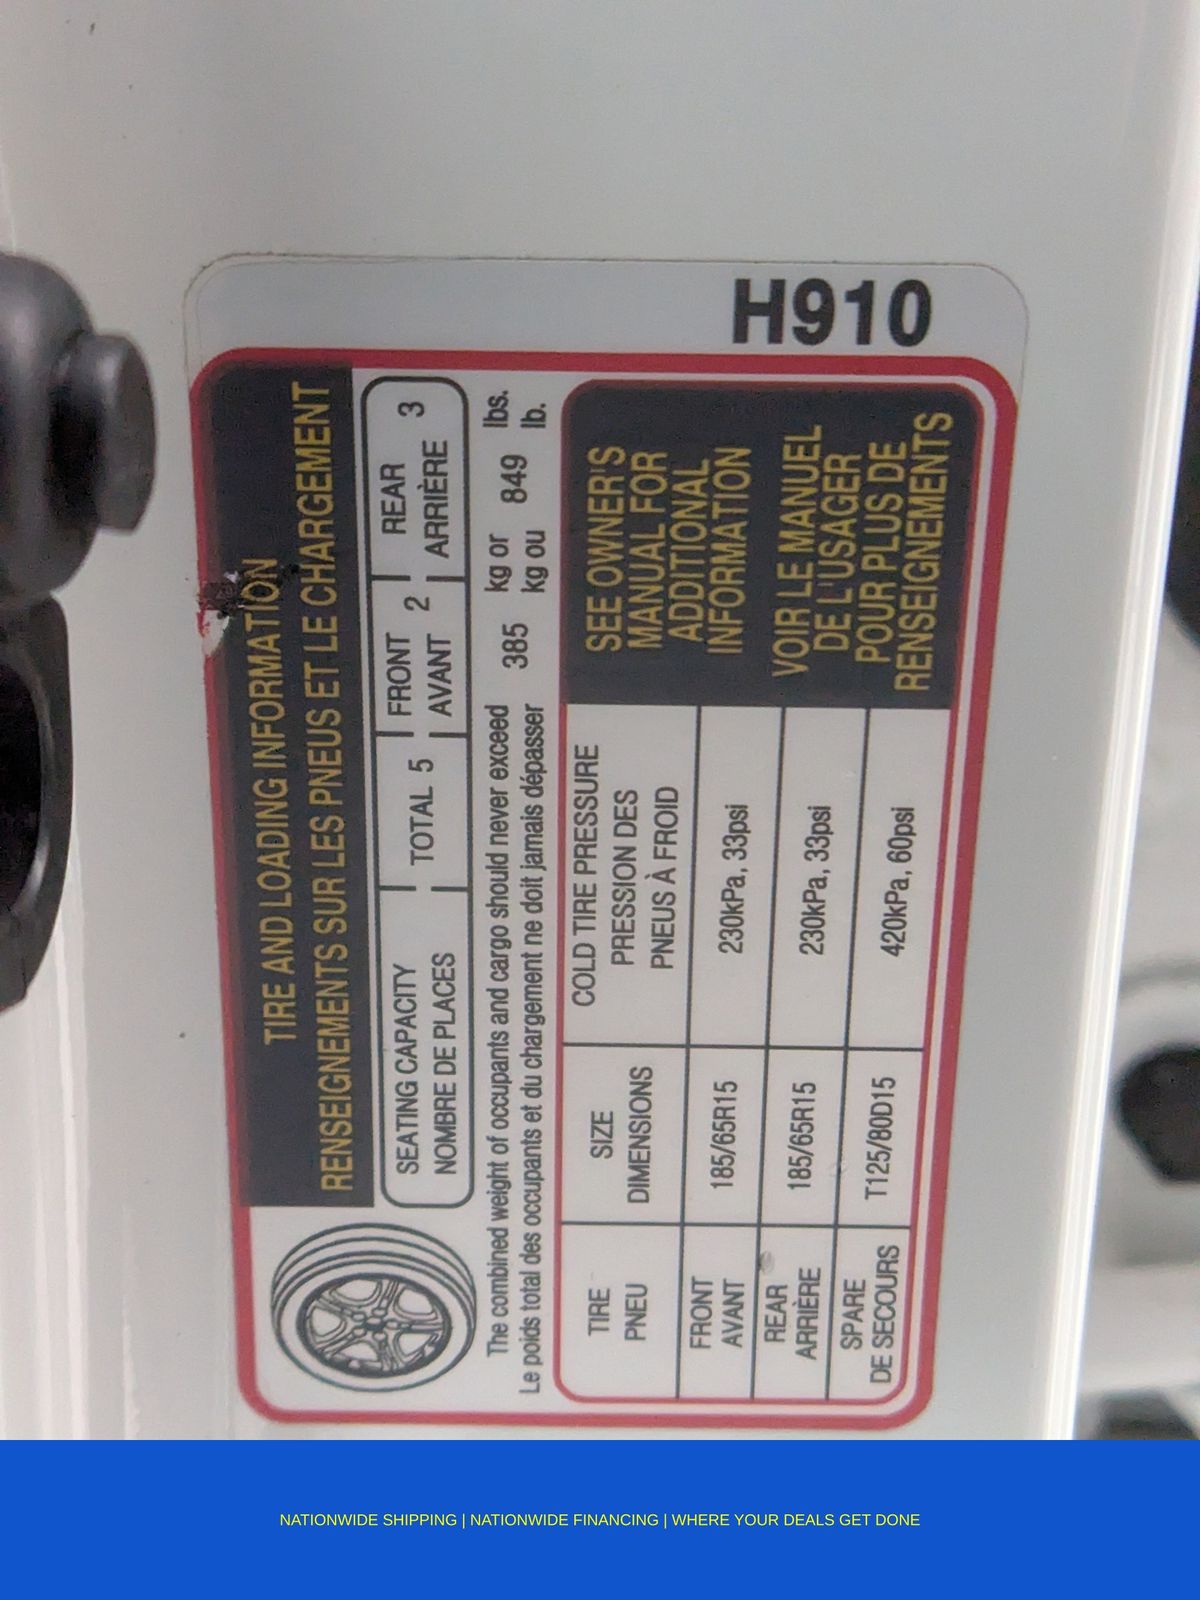 H910
TIRE AND LOADING INFORMATION
RENSEIGNEMENTS SUR LES PNEUS ET LE CHARGEMENT
SEATING CAPACITY
NOMBRE DE PLACES
TOTAL 5
FRONT
AVANT 2
REAR
ARRIÈRE 3
The combined weight of occupants and cargo should never exceed 385 kg or 849 lbs.
Le poids total des occupants et du chargement ne doit jamais dépasser kg ou lb.
TIRE
PNEU
SIZE
DIMENSIONS
COLD TIRE PRESSURE
PRESSION DES
PNEUS À FROID
FRONT
AVANT
185/65R15
230kPa, 33psi
REAR
ARRIÈRE
185/65R15
230kPa, 33psi
SPARE
DE SECOURS
T125/80D15
420kPa, 60psi
SEE OWNER'S
MANUAL FOR
ADDITIONAL
INFORMATION
VOIR LE MANUEL
DE L'USAGER
POUR PLUS DE
RENSEIGNEMENTS
NATIONWIDE SHIPPING | NATIONWIDE FINANCING | WHERE YOUR DEALS GET DONE